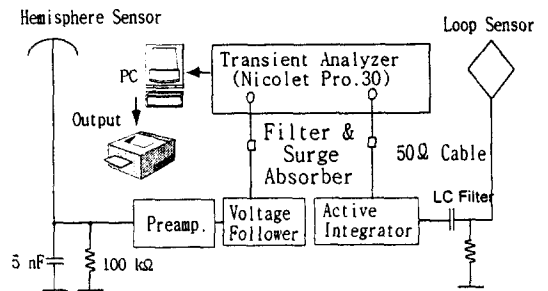 Hemisphere Sensor
Loop Sensor
PC
Transient Analyzer
(Nicolet Pro.30)
Output
Filter &
Surge
Absorber
50Ω Cable
LC Filter
Preamp.
Voltage
Follower
Active
Integrator
5 nF
100 kΩ